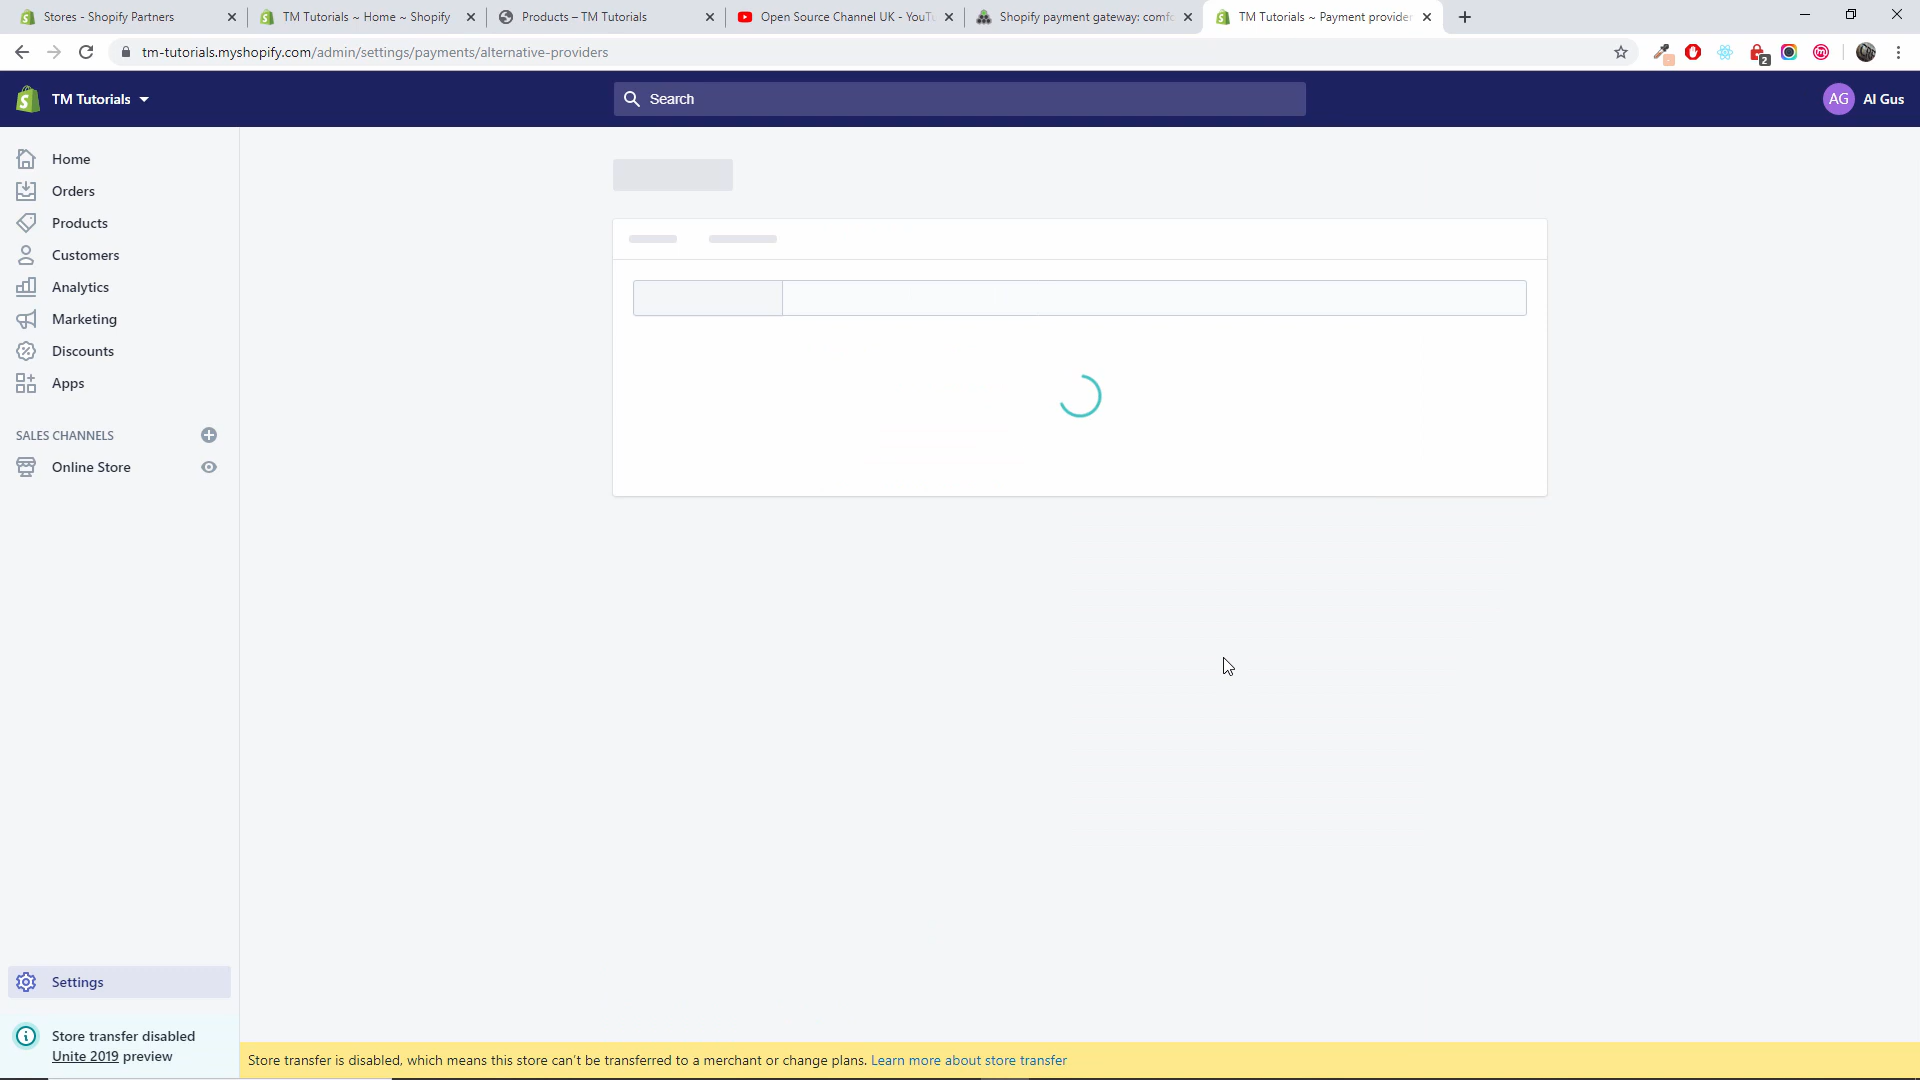 Stores - Shopify Partners
TM Tutorials ~ Home ~ Shopify
Products – TM Tutorials
Open Source Channel UK - YouTu
Shopify payment gateway: comfo
TM Tutorials ~ Payment provider
tm-tutorials.myshopify.com/admin/settings/payments/alternative-providers
2
TM Tutorials
Search
AG
Al Gus
Home
Orders
Products
Customers
Analytics
Marketing
Discounts
Apps
SALES CHANNELS
Online Store
Settings
Store transfer disabled
Unite 2019 preview
Store transfer is disabled, which means this store can't be transferred to a merchant or change plans. Learn more about store transfer